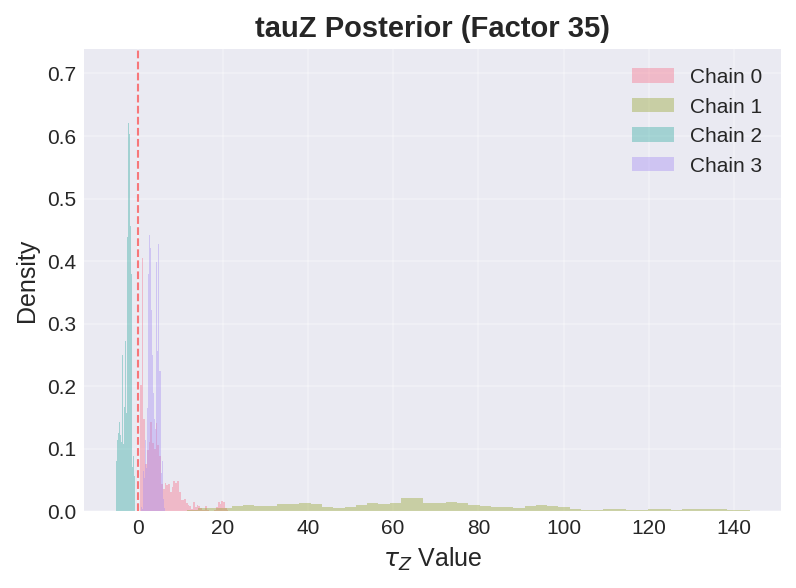 tauZ Posterior (Factor 35)
Chain 0
Chain 1
Chain 2
Chain 3
Density
0.7
0.6
0.5
0.4
0.3
0.2
0.1
0.0
0 20 40 60 80 100 120 140
τ_Z Value